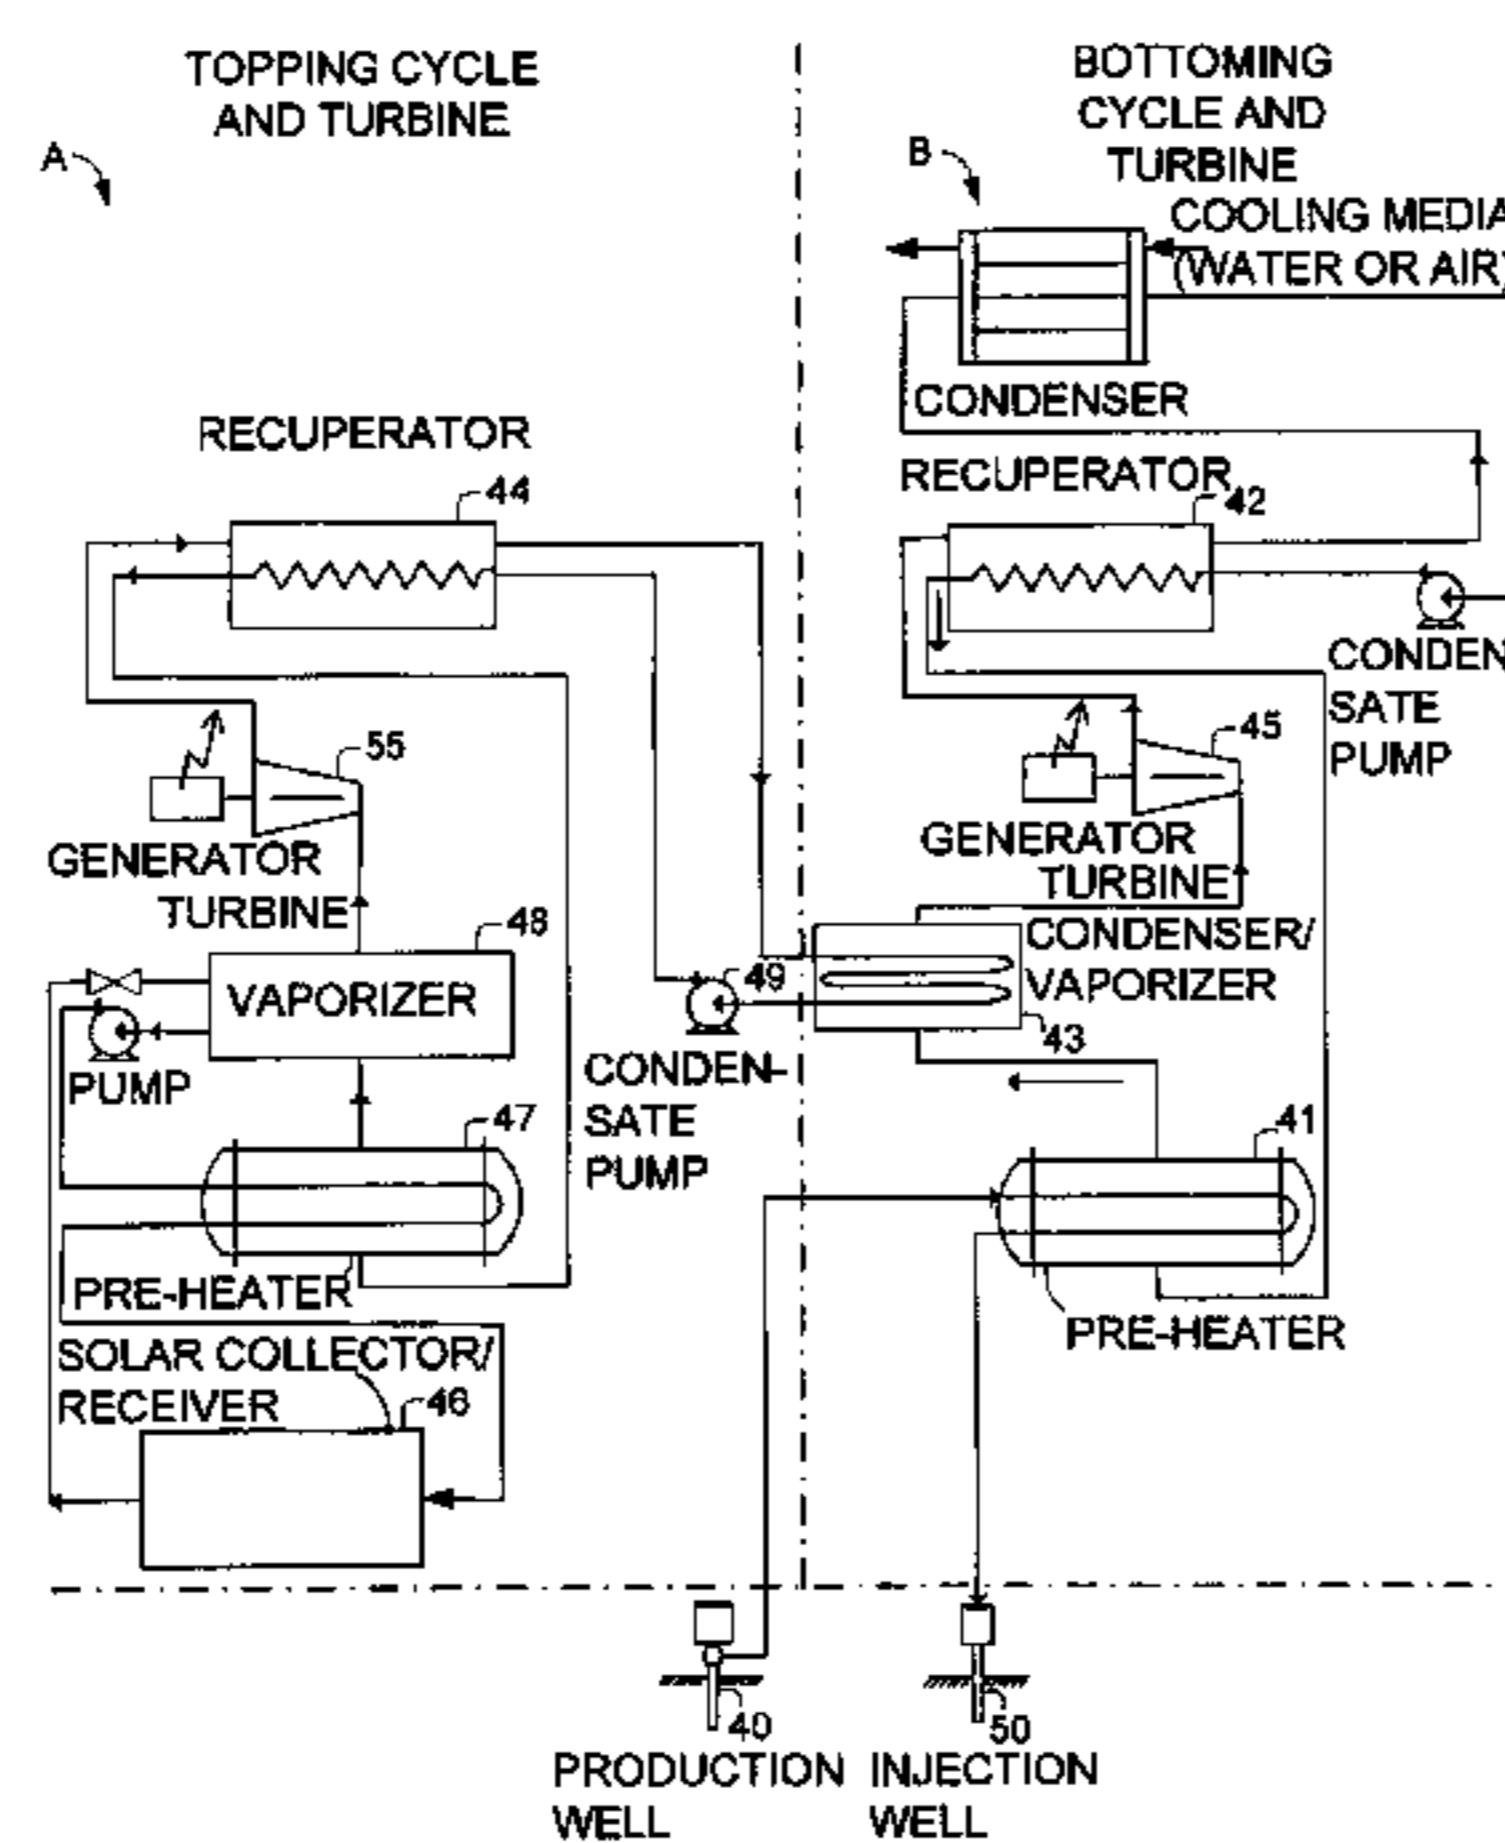 TOPPING CYCLE
AND TURBINE
A
BOTTOMING
CYCLE AND
TURBINE
B
COOLING MEDIA
(WATER OR AIR)
CONDENSER
RECUPERATOR
44
RECUPERATOR
42
CONDEN
SATE
PUMP
55
GENERATOR
TURBINE
45
GENERATOR
TURBINE
48
VAPORIZER
PUMP
49
CONDEN-
SATE
PUMP
CONDENSER/
VAPORIZER
43
47
PRE-HEATER
41
PRE-HEATER
SOLAR COLLECTOR/
RECEIVER
46
40
PRODUCTION
WELL
50
INJECTION
WELL